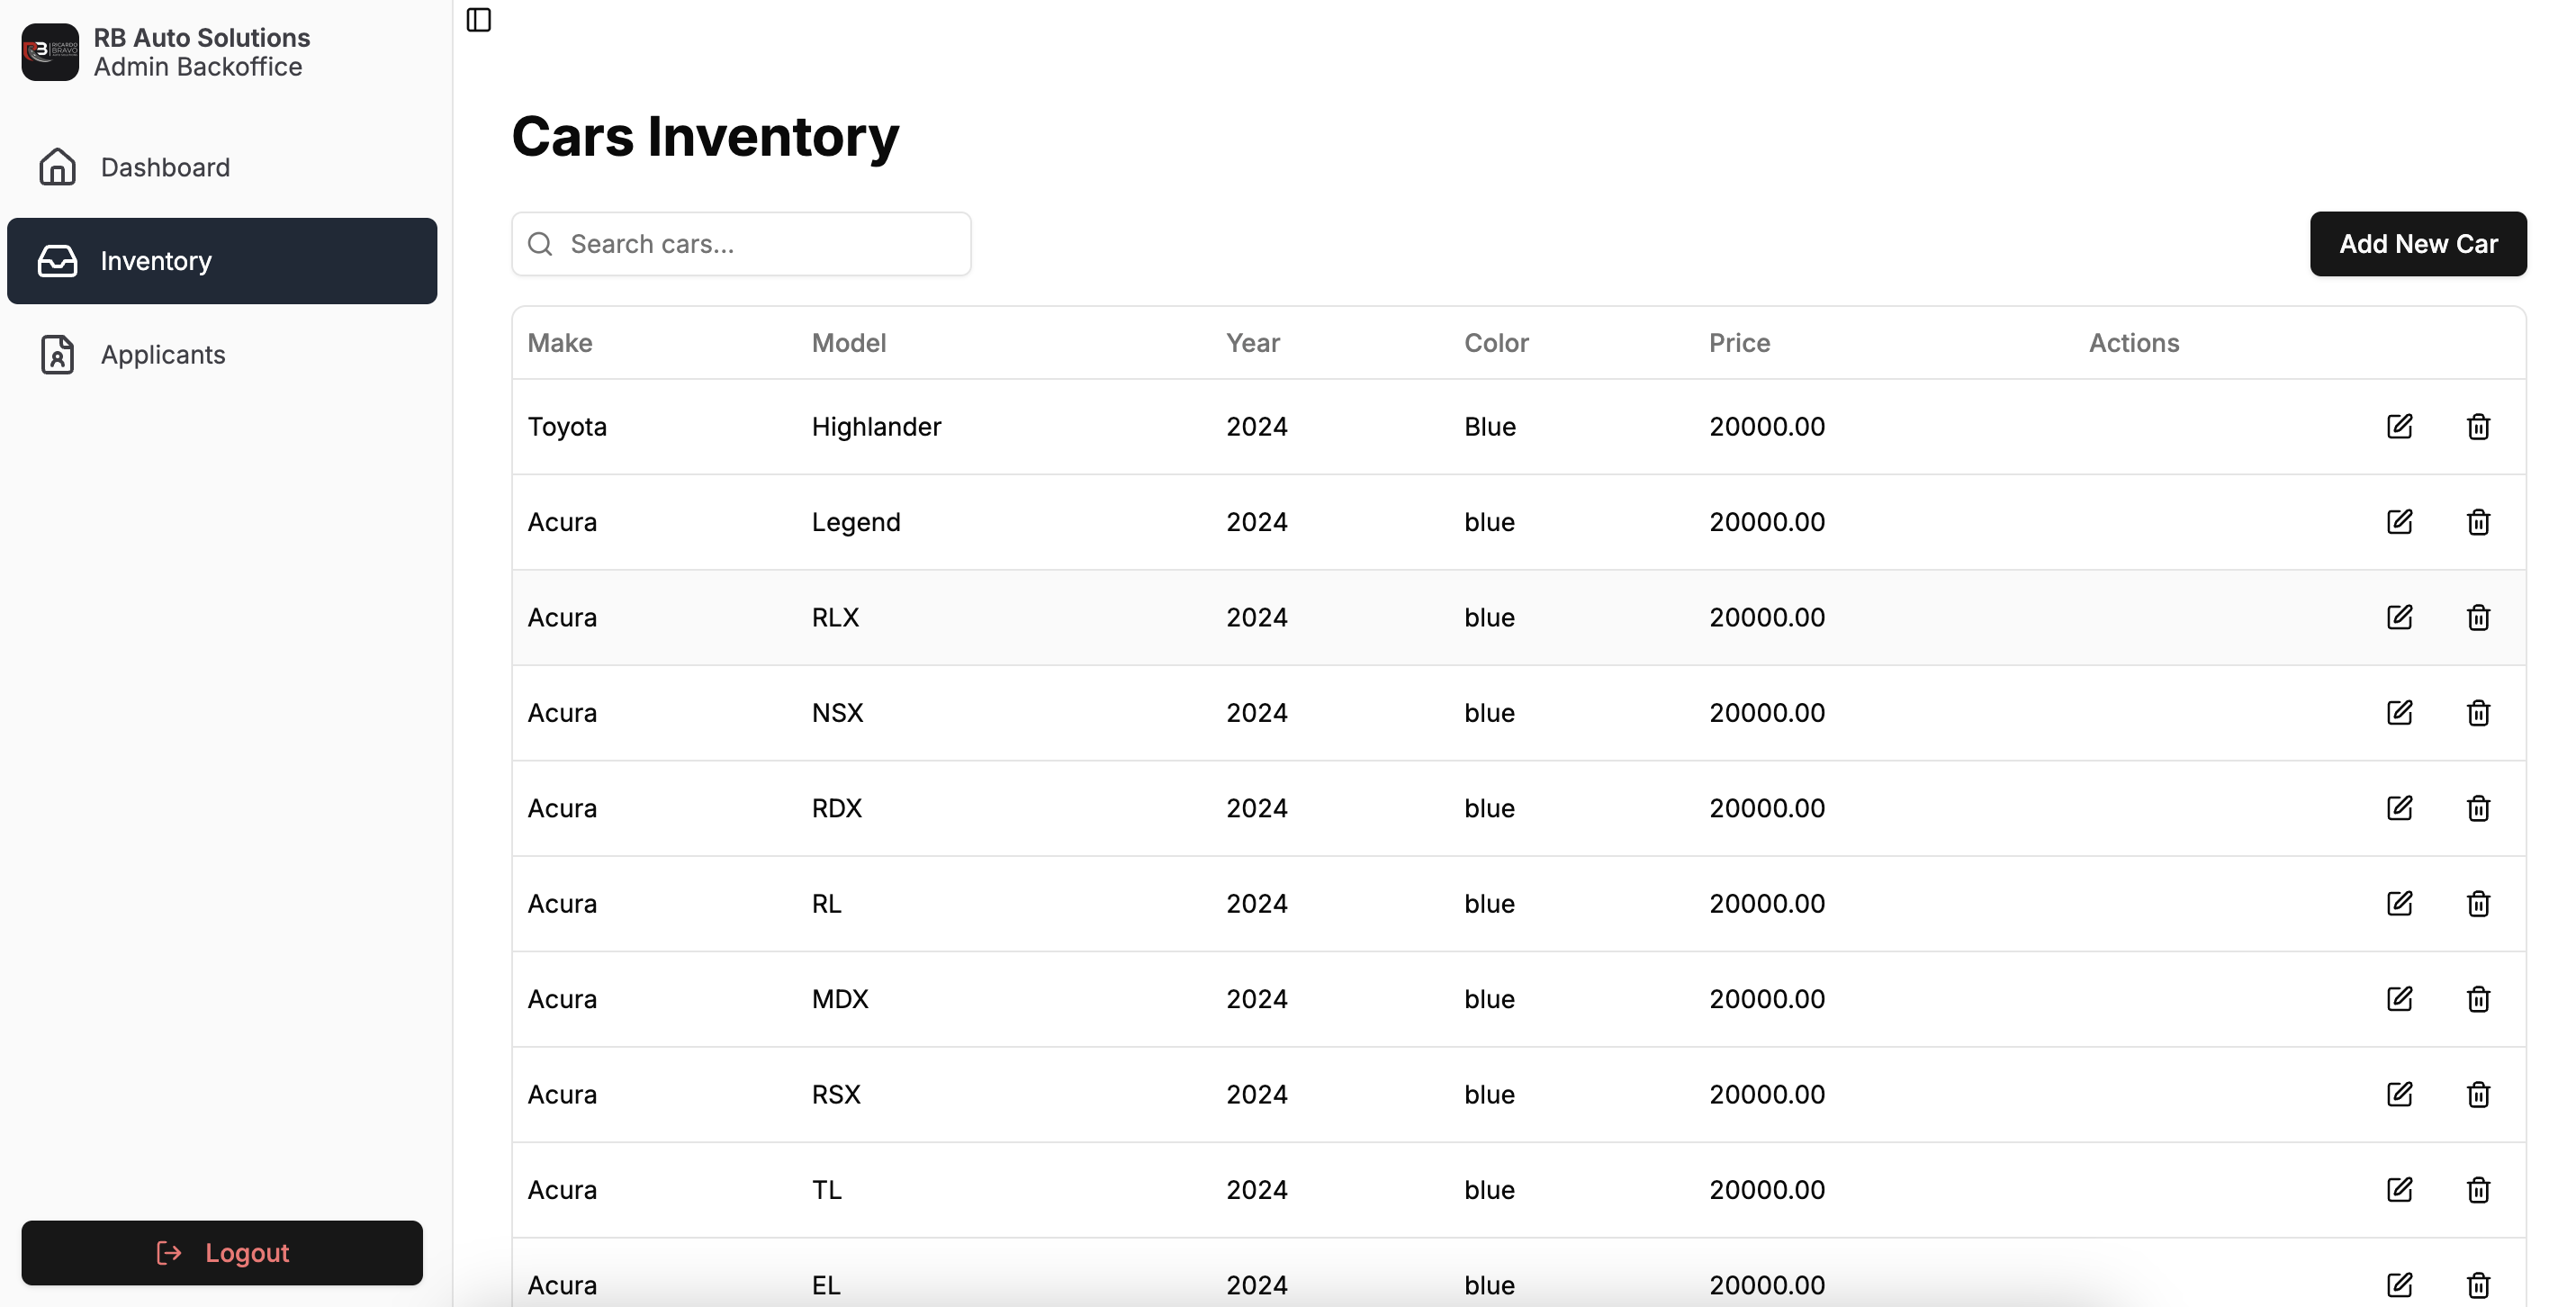 RB Auto Solutions
Admin Backoffice
Dashboard
Inventory
Applicants
Logout
Cars Inventory
Search cars...
Add New Car
Make Model Year Color Price Actions
Toyota Highlander 2024 Blue 20000.00
Acura Legend 2024 blue 20000.00
Acura RLX 2024 blue 20000.00
Acura NSX 2024 blue 20000.00
Acura RDX 2024 blue 20000.00
Acura RL 2024 blue 20000.00
Acura MDX 2024 blue 20000.00
Acura RSX 2024 blue 20000.00
Acura TL 2024 blue 20000.00
Acura EL 2024 blue 20000.00